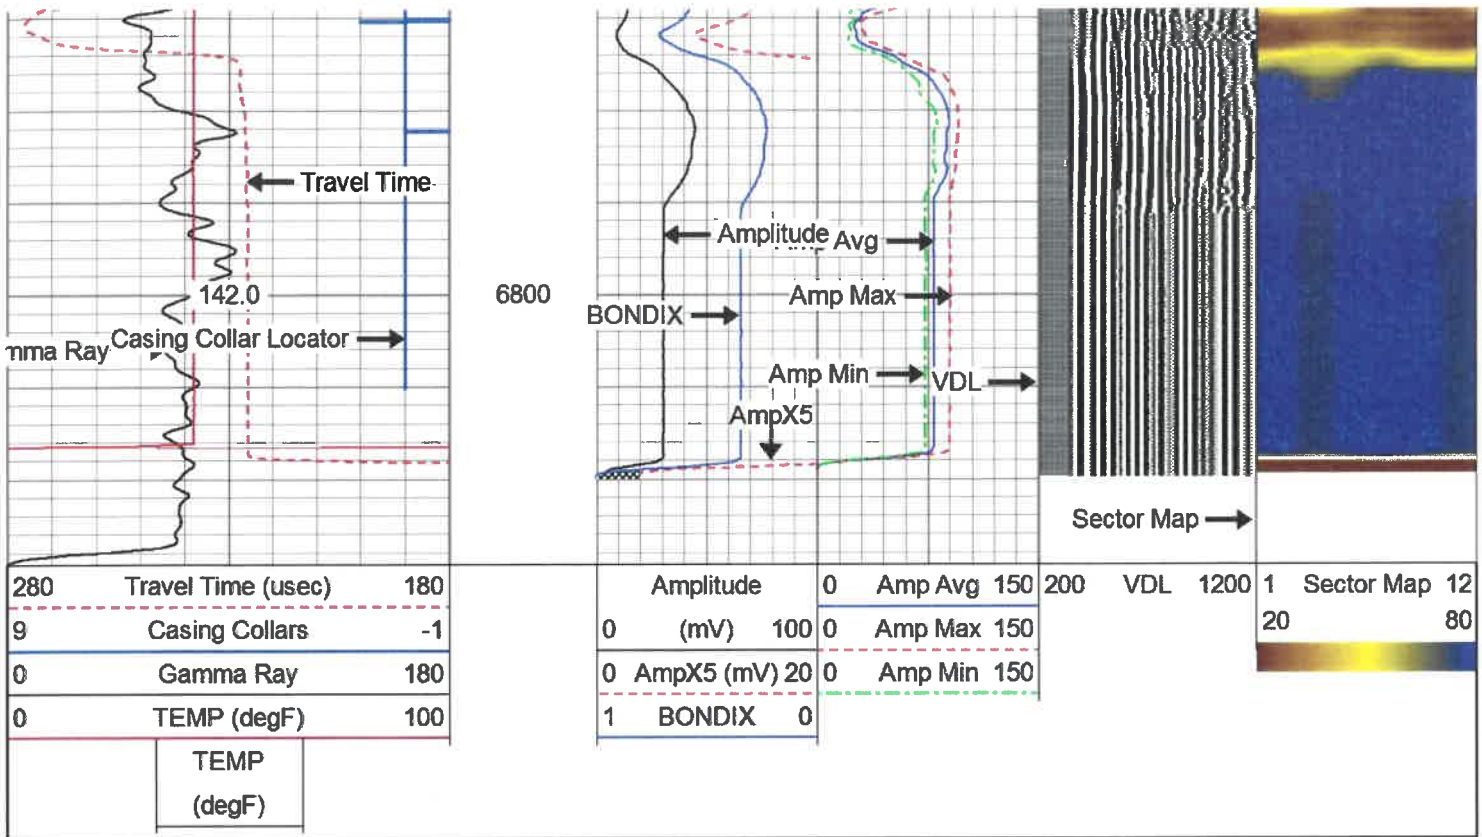 Travel Time
Amplitude
Avg
142.0
6800
Amp Max
BONDIX
Casing Collar Locator
mma Ray
Amp Min
VDL
AmpX5
Sector Map
280 Travel Time (usec) 180
9 Casing Collars -1
0 Gamma Ray 180
0 TEMP (degF) 100
TEMP
(degF)
Amplitude
0 (mV) 100
0 AmpX5 (mV) 20
1 BONDIX 0
0 Amp Avg 150
0 Amp Max 150
0 Amp Min 150
200 VDL 1200
1 Sector Map 12
20 80